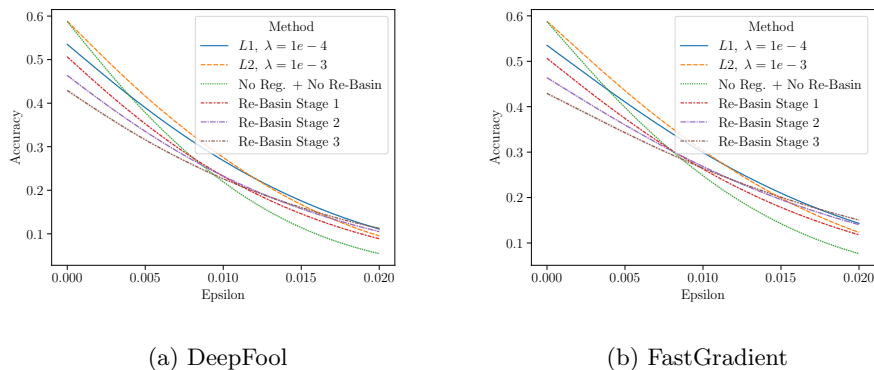 0.6
0.5
0.4
0.3
0.2
0.1
Accuracy
0.000
0.005
0.010
0.015
0.020
Epsilon
Method
L1, λ = 1e − 4
L2, λ = 1e − 3
No Reg. + No Re-Basin
Re-Basin Stage 1
Re-Basin Stage 2
Re-Basin Stage 3
(a) DeepFool
0.6
0.5
0.4
0.3
0.2
0.1
Accuracy
0.000
0.005
0.010
0.015
0.020
Epsilon
Method
L1, λ = 1e − 4
L2, λ = 1e − 3
No Reg. + No Re-Basin
Re-Basin Stage 1
Re-Basin Stage 2
Re-Basin Stage 3
(b) FastGradient